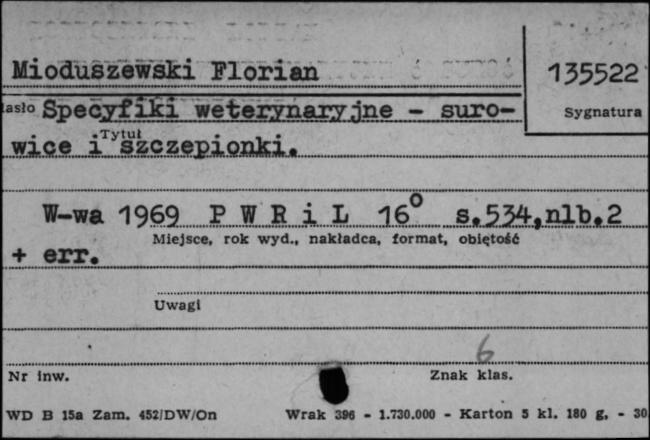 Mioduszewski Florian
135522
asło Specyfiki weterynaryjne - suro-
Sygnatura
Tytuł
wice i szczepionki.
W-wa 1969 P W R i L 16° s.534,nlb.2
Miejsce, rok wyd., nakładca, format, objętość
+ err.
Uwagi
6
Nr inw.
Znak klas.
WD B 15a Zam. 452/DW/On Wrak 396 - 1.730.000 - Karton 5 kl. 180 g. - 30